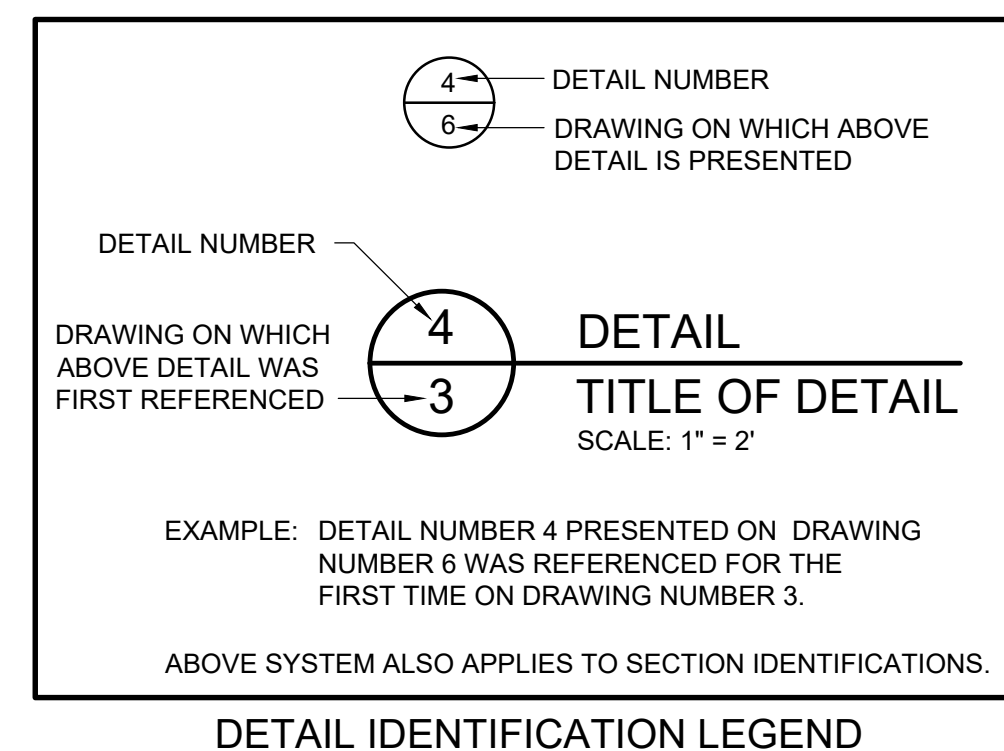 4
DETAIL NUMBER
6
DRAWING ON WHICH ABOVE
DETAIL IS PRESENTED
DETAIL NUMBER
DRAWING ON WHICH
ABOVE DETAIL WAS
FIRST REFERENCED
4
3
DETAIL
TITLE OF DETAIL
SCALE: 1" = 2'
EXAMPLE: DETAIL NUMBER 4 PRESENTED ON DRAWING
NUMBER 6 WAS REFERENCED FOR THE
FIRST TIME ON DRAWING NUMBER 3.
ABOVE SYSTEM ALSO APPLIES TO SECTION IDENTIFICATIONS.
DETAIL IDENTIFICATION LEGEND